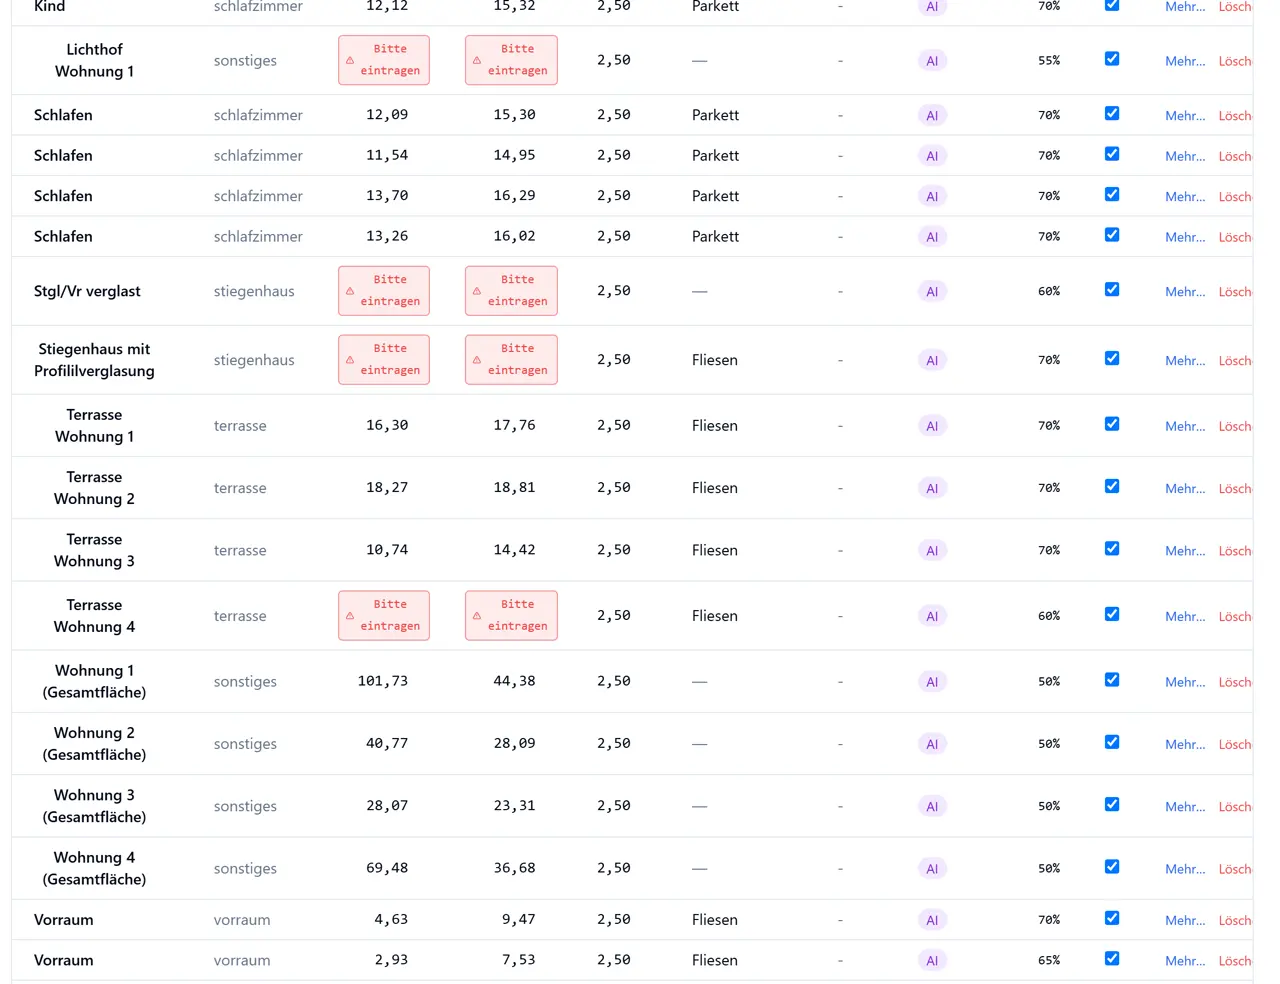 Kind schlafzimmer 12,12 15,32 2,50 Parkett - AI 70% Mehr... Lösch
Lichthof
Wohnung 1 sonstiges Bitte eintragen Bitte eintragen 2,50 — - AI 55% Mehr... Lösch
Schlafen schlafzimmer 12,09 15,30 2,50 Parkett - AI 70% Mehr... Lösch
Schlafen schlafzimmer 11,54 14,95 2,50 Parkett - AI 70% Mehr... Lösch
Schlafen schlafzimmer 13,70 16,29 2,50 Parkett - AI 70% Mehr... Lösch
Schlafen schlafzimmer 13,26 16,02 2,50 Parkett - AI 70% Mehr... Lösch
Stgl/Vr verglast stiegenhaus Bitte eintragen Bitte eintragen 2,50 — - AI 60% Mehr... Lösch
Stiegenhaus mit
Profililverglasung stiegenhaus Bitte eintragen Bitte eintragen 2,50 Fliesen - AI 70% Mehr... Lösch
Terrasse
Wohnung 1 terrasse 16,30 17,76 2,50 Fliesen - AI 70% Mehr... Lösch
Terrasse
Wohnung 2 terrasse 18,27 18,81 2,50 Fliesen - AI 70% Mehr... Lösch
Terrasse
Wohnung 3 terrasse 10,74 14,42 2,50 Fliesen - AI 70% Mehr... Lösch
Terrasse
Wohnung 4 terrasse Bitte eintragen Bitte eintragen 2,50 Fliesen - AI 60% Mehr... Lösch
Wohnung 1
(Gesamtfläche) sonstiges 101,73 44,38 2,50 — - AI 50% Mehr... Lösch
Wohnung 2
(Gesamtfläche) sonstiges 40,77 28,09 2,50 — - AI 50% Mehr... Lösch
Wohnung 3
(Gesamtfläche) sonstiges 28,07 23,31 2,50 — - AI 50% Mehr... Lösch
Wohnung 4
(Gesamtfläche) sonstiges 69,48 36,68 2,50 — - AI 50% Mehr... Lösch
Vorraum vorraum 4,63 9,47 2,50 Fliesen - AI 70% Mehr... Lösch
Vorraum vorraum 2,93 7,53 2,50 Fliesen - AI 65% Mehr... Lösch